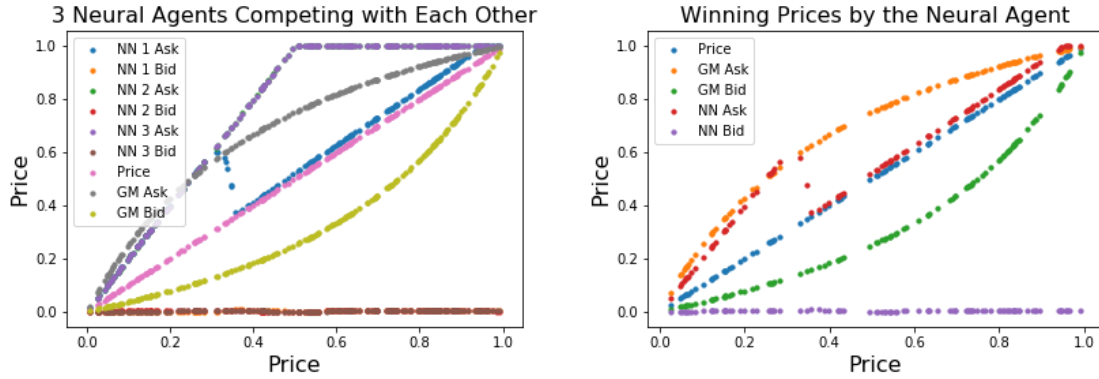 3 Neural Agents Competing with Each Other
1.0
0.8
0.6
0.4
0.2
0.0
Price
NN 1 Ask
NN 1 Bid
NN 2 Ask
NN 2 Bid
NN 3 Ask
NN 3 Bid
Price
GM Ask
GM Bid
0.0 0.2 0.4 0.6 0.8 1.0
Price
Winning Prices by the Neural Agent
1.0
0.8
0.6
0.4
0.2
0.0
Price
Price
GM Ask
GM Bid
NN Ask
NN Bid
0.0 0.2 0.4 0.6 0.8 1.0
Price